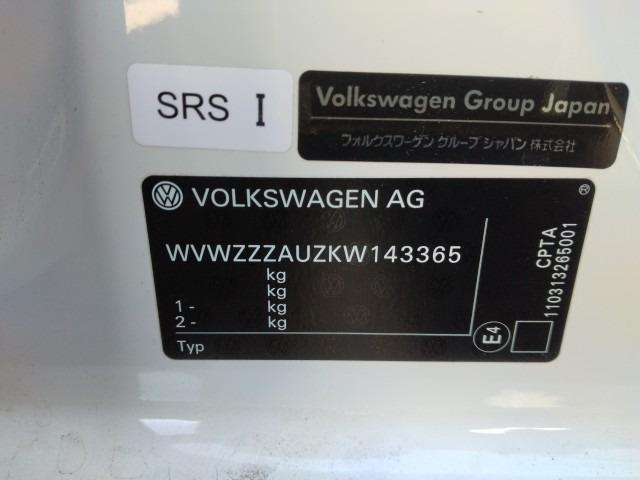 SRS I
Volkswagen Group Japan
フォルクスワーゲン グループ ジャパン 株式会社
VOLKSWAGEN AG
®
WVWZZZAUZKW143365
kg
kg
1 - kg
2 - kg
Typ
E4
CPTA
110313265001